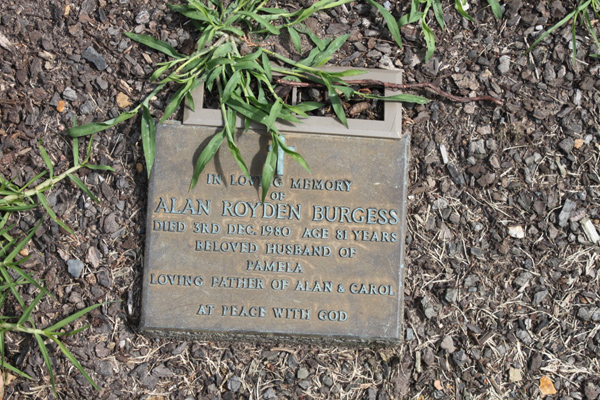 IN LOVING MEMORY
OF
ALAN ROYDEN BURGESS
DIED 3RD DEC. 1980 AGE 81 YEARS
BELOVED HUSBAND OF
PAMELA
LOVING FATHER OF ALAN & CAROL
AT PEACE WITH GOD